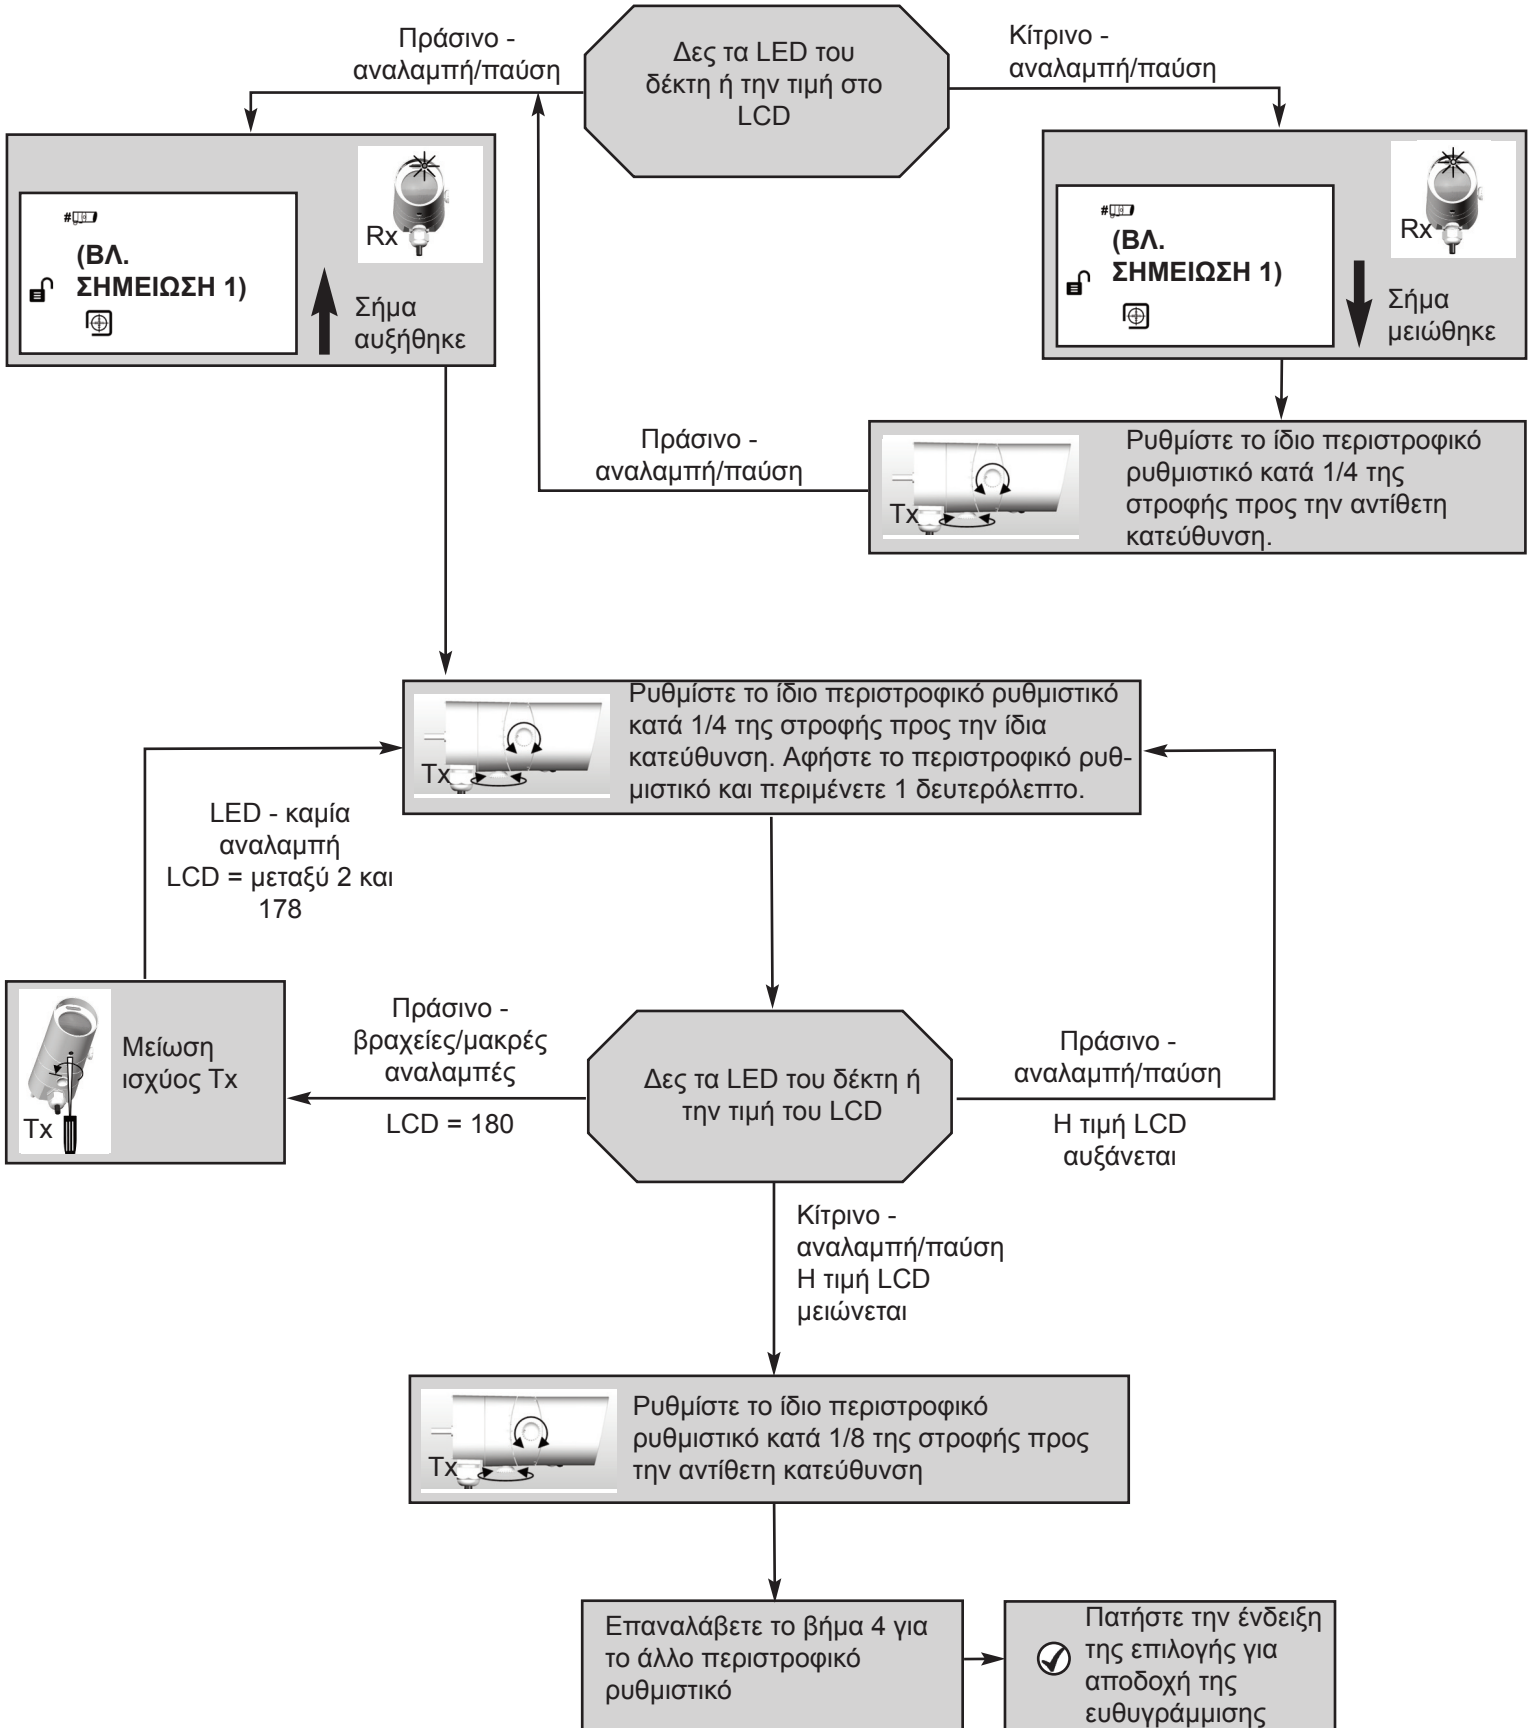 Πράσινο -
αναλαμπή/παύση
Δες τα LED του
δέκτη ή την τιμή στο
LCD
Κίτρινο -
αναλαμπή/παύση
Rx
#
(ΒΛ.
ΣΗΜΕΙΩΣΗ 1)
Σήμα
αυξήθηκε
Rx
#
(ΒΛ.
ΣΗΜΕΙΩΣΗ 1)
Σήμα
μειώθηκε
Πράσινο -
αναλαμπή/παύση
Tx
Ρυθμίστε το ίδιο περιστροφικό
ρυθμιστικό κατά 1/4 της
στροφής προς την αντίθετη
κατεύθυνση.
Tx
Ρυθμίστε το ίδιο περιστροφικό ρυθμιστικό
κατά 1/4 της στροφής προς την ίδια
κατεύθυνση. Αφήστε το περιστροφικό ρυθ-
μιστικό και περιμένετε 1 δευτερόλεπτο.
LED - καμία
αναλαμπή
LCD = μεταξύ 2 και
178
Tx
Μείωση
ισχύος Tx
Πράσινο -
βραχείες/μακρές
αναλαμπές
LCD = 180
Δες τα LED του δέκτη ή
την τιμή του LCD
Πράσινο -
αναλαμπή/παύση
Η τιμή LCD
αυξάνεται
Κίτρινο -
αναλαμπή/παύση
Η τιμή LCD
μειώνεται
Tx
Ρυθμίστε το ίδιο περιστροφικό
ρυθμιστικό κατά 1/8 της στροφής προς
την αντίθετη κατεύθυνση
Επαναλάβετε το βήμα 4 για
το άλλο περιστροφικό
ρυθμιστικό
Πατήστε την ένδειξη
της επιλογής για
αποδοχή της
ευθυγράμμισης